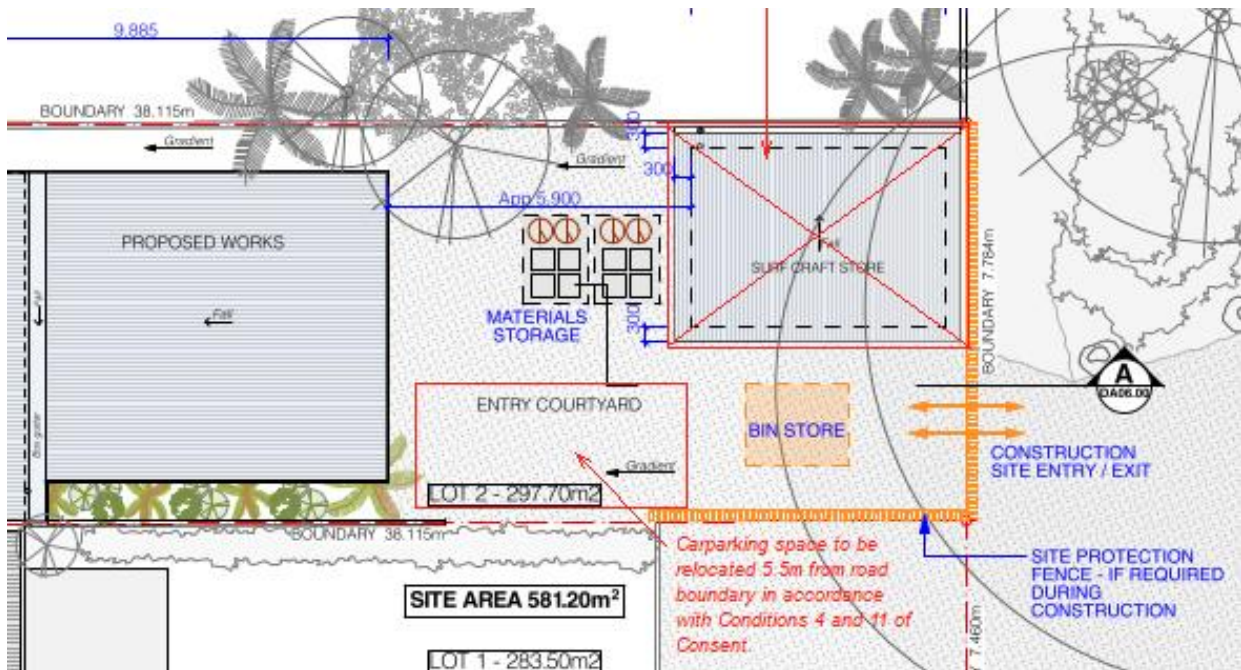 9.885
BOUNDARY 38.115m
Gradient
Gradient
300
300
App 5.900
PROPOSED WORKS
Fall
SURF CRAFT STORE
BOUNDARY 7.784m
Fall
Fall
MATERIALS
STORAGE
300
A
DA06.00
ENTRY COURTYARD
BIN STORE
CONSTRUCTION
SITE ENTRY / EXIT
Box gutter
Gradient
LOT 2 - 297.70m2
BOUNDARY 38.115m
Carparking space to be
relocated 5.5m from road
boundary in accordance
with Conditions 4 and 11 of
Consent.
SITE PROTECTION
FENCE - IF REQUIRED
DURING
CONSTRUCTION
SITE AREA 581.20m²
7.460m
LOT 1 - 283.50m2